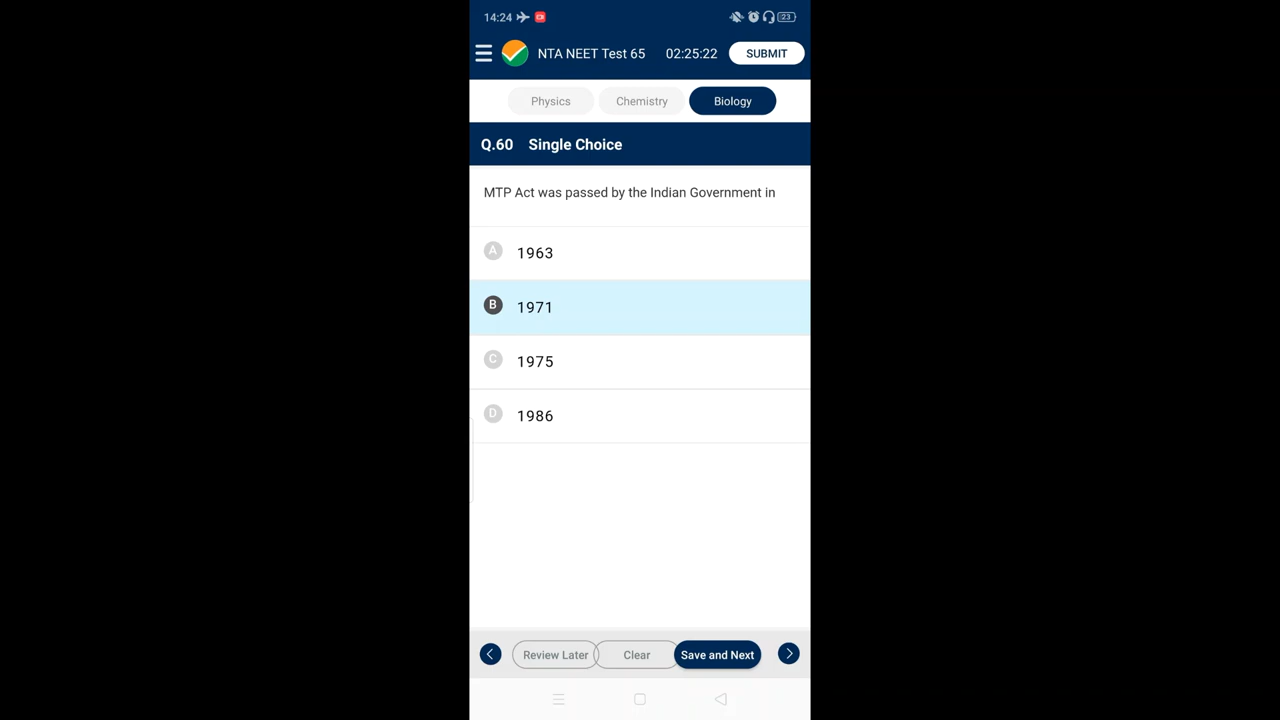 14:24 23
NTA NEET Test 65 02:25:22 SUBMIT
Physics Chemistry Biology
Q.60 Single Choice
MTP Act was passed by the Indian Government in
A 1963
B 1971
C 1975
D 1986
Review Later Clear Save and Next